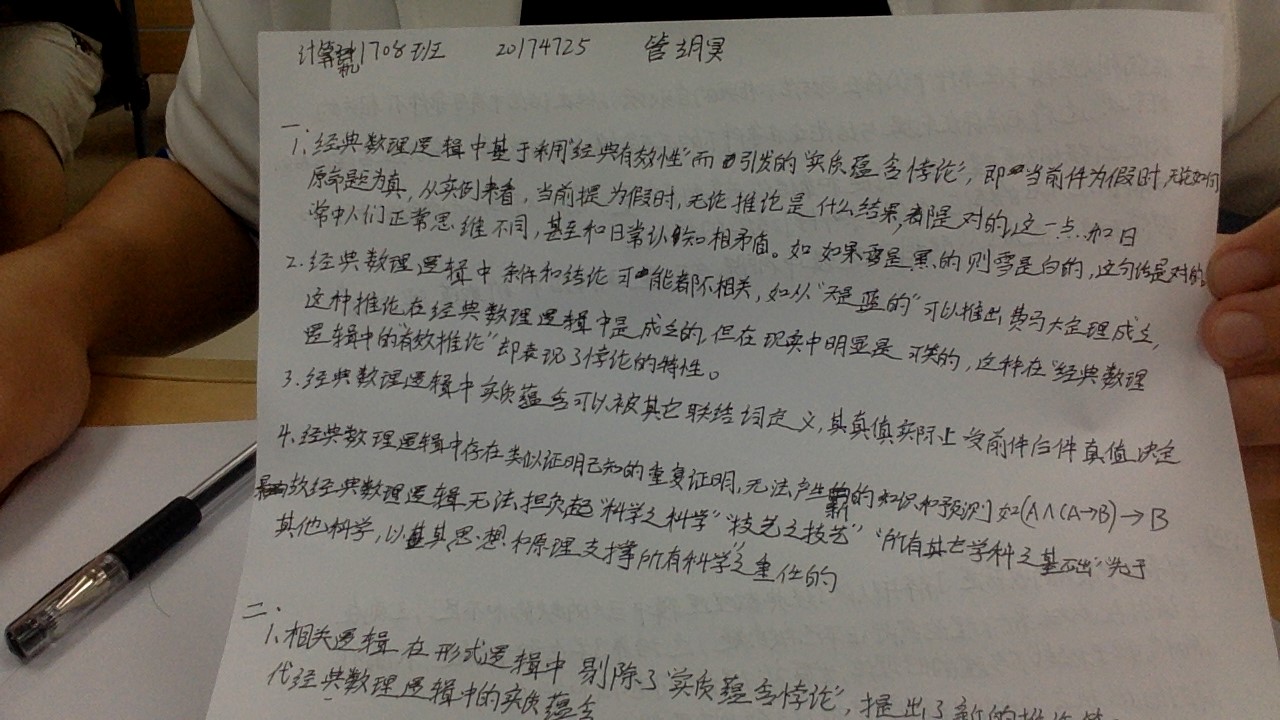 计算机1708班 20174725 管胡昊
一、
1、经典数理逻辑中基于采用"经典有效性"而引发的"实质蕴含悖论"，即当前件为假时，无论如何
原命题为真，从实例来看，当前提为假时，无论推论是什么结果，都是对的，这一点和日
常中人们正常思维不同，甚至和日常认知相矛盾。如 如果雪是黑的则雪是白的，这句话是对的。
2、经典数理逻辑中条件和结论可能都不相关，如从"天是蓝的"可以推出费马大定理成立，
这种推论在经典数理逻辑中是成立的，但在现实中明显是可笑的，这种在"经典数理
逻辑中的"有效推论"即表现了悖论的特性。
3、经典数理逻辑中实质蕴含可以被其它联结词定义，其真值实际上受前件后件真值决定
4、经典数理逻辑中存在类似证明已知的重复证明，无法产生新的知识和预测 如(A∧(A→B)→B
故经典数理逻辑无法担负起"科学之科学""技艺之技艺""所有其它学科之基础"先于
其他科学，以其思想和原理支撑所有科学"之重任的
二、
1、相关逻辑在形式逻辑中剔除了"实质蕴含悖论"，提出了新的
代经典数理逻辑中的实质蕴含